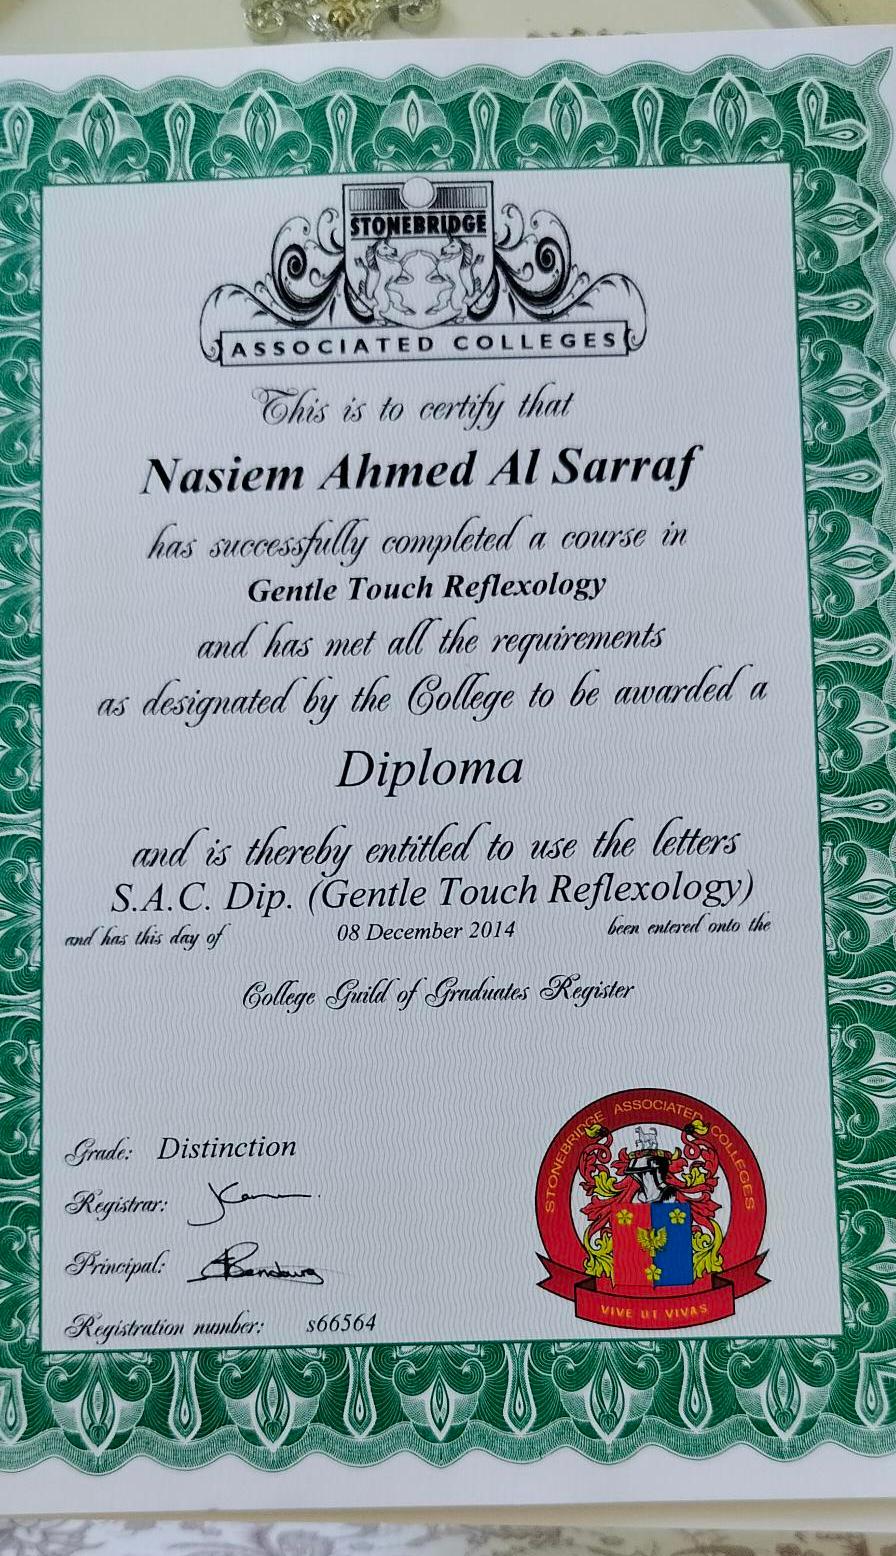 STONEBRIDGE
ASSOCIATED COLLEGES
This is to certify that
Nasiem Ahmed Al Sarraf
has successfully completed a course in
Gentle Touch Reflexology
and has met all the requirements
as designated by the College to be awarded a
Diploma
and is thereby entitled to use the letters
S.A.C. Dip. (Gentle Touch Reflexology)
and has this day of 08 December 2014 been entered onto the
College Guild of Graduates Register
Grade: Distinction
Registrar:
Principal:
Registration number: s66564
STONEBRIDGE ASSOCIATED COLLEGES
VIVE UT VIVAS